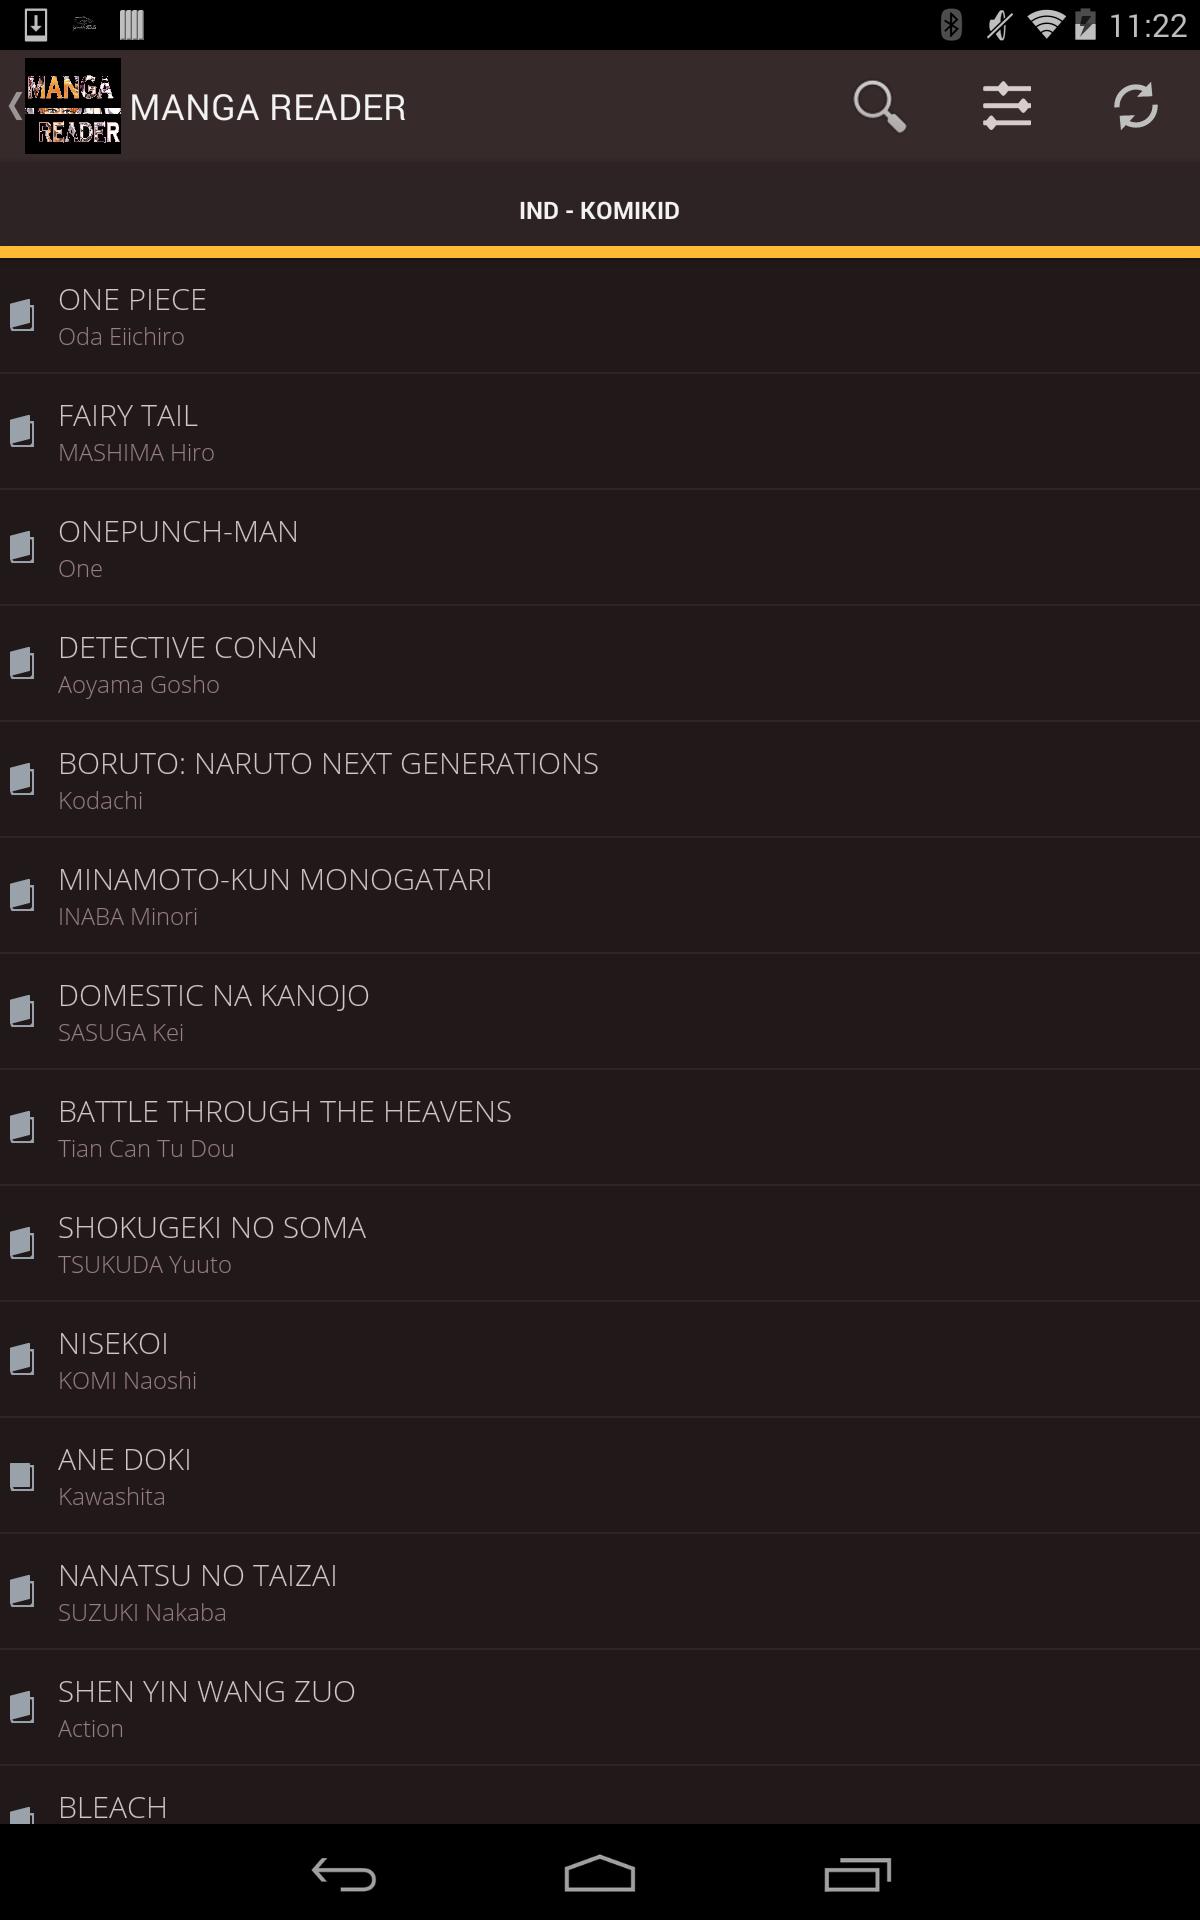 11:22
MANGA
READER
MANGA READER
IND - KOMIKID
ONE PIECE
Oda Eiichiro
FAIRY TAIL
MASHIMA Hiro
ONEPUNCH-MAN
One
DETECTIVE CONAN
Aoyama Gosho
BORUTO: NARUTO NEXT GENERATIONS
Kodachi
MINAMOTO-KUN MONOGATARI
INABA Minori
DOMESTIC NA KANOJO
SASUGA Kei
BATTLE THROUGH THE HEAVENS
Tian Can Tu Dou
SHOKUGEKI NO SOMA
TSUKUDA Yuuto
NISEKOI
KOMI Naoshi
ANE DOKI
Kawashita
NANATSU NO TAIZAI
SUZUKI Nakaba
SHEN YIN WANG ZUO
Action
BLEACH